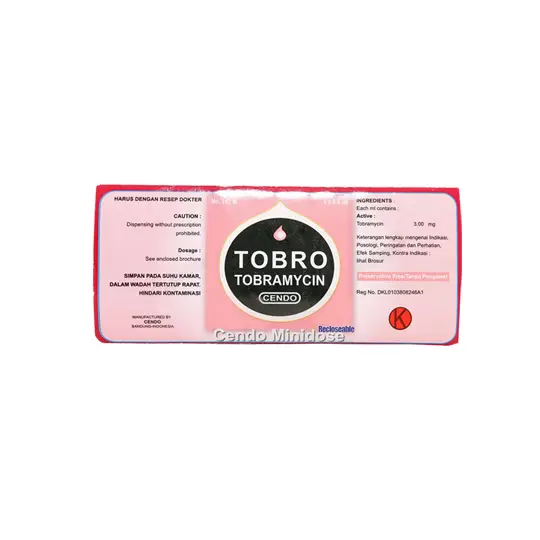 HARUS DENGAN RESEP DOKTER
CAUTION :
Dispensing without prescription
prohibited.
Dosage :
See enclosed brochure
SIMPAN PADA SUHU KAMAR,
DALAM WADAH TERTUTUP RAPAT.
HINDARI KONTAMINASI
MANUFACTURED BY
CENDO
BANDUNG-INDONESIA
TOBRO
TOBRAMYCIN
CENDO
Recloseable
Cendo Minidose
INGREDIENTS :
Each ml contains :
Active :
Tobramycin 3.00 mg
Keterangan lengkap mengenai Indikasi,
Posologi, Peringatan dan Perhatian,
Efek Samping, Kontra Indikasi :
lihat Brosur
Preservative Free/Tanpa Pengawet
Reg No. DKL0103808246A1
K